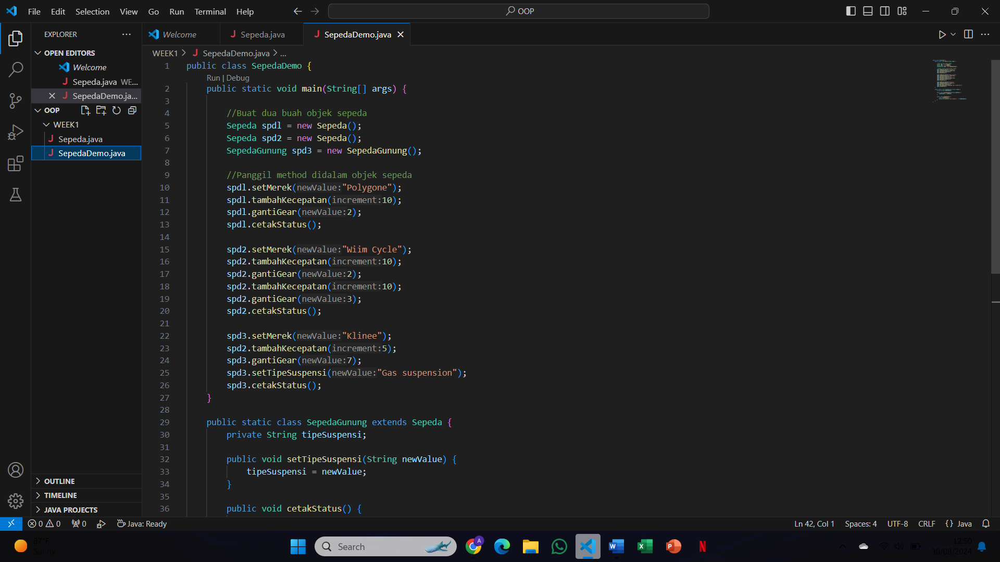 File Edit Selection View Go Run Terminal Help
OOP
EXPLORER
Welcome
Sepeda.java
SepedaDemo.java
OPEN EDITORS
Welcome
Sepeda.java WE...
SepedaDemo.ja...
OOP
WEEK1
Sepeda.java
SepedaDemo.java
OUTLINE
TIMELINE
JAVA PROJECTS
WEEK1 > SepedaDemo.java > ...
1 public class SepedaDemo {
Run | Debug
2 public static void main(String[] args) {
3
4 //Buat dua buah objek sepeda
5 Sepeda spdl = new Sepeda();
6 Sepeda spd2 = new Sepeda();
7 SepedaGunung spd3 = new SepedaGunung();
8
9 //Panggil method didalam objek sepeda
10 spdl.setMerek(newValue:"Polygone");
11 spdl.tambahKecepatan(increment:10);
12 spdl.gantiGear(newValue:2);
13 spdl.cetakStatus();
14
15 spd2.setMerek(newValue:"Wiim Cycle");
16 spd2.tambahKecepatan(increment:10);
17 spd2.gantiGear(newValue:2);
18 spd2.tambahKecepatan(increment:10);
19 spd2.gantiGear(newValue:3);
20 spd2.cetakStatus();
21
22 spd3.setMerek(newValue:"Klinee");
23 spd2.tambahKecepatan(increment:5);
24 spd3.gantiGear(newValue:7);
25 spd3.setTipeSuspensi(newValue:"Gas suspension");
26 spd3.cetakStatus();
27 }
28
29 public static class SepedaGunung extends Sepeda {
30 private String tipeSuspensi;
31
32 public void setTipeSuspensi(String newValue) {
33 tipeSuspensi = newValue;
34 }
35
36 public void cetakStatus() {
0 0 0 Java: Ready
Ln 42, Col 1 Spaces: 4 UTF-8 CRLF {} Java
87°F
Sunny
Search
12:50
30/08/2024